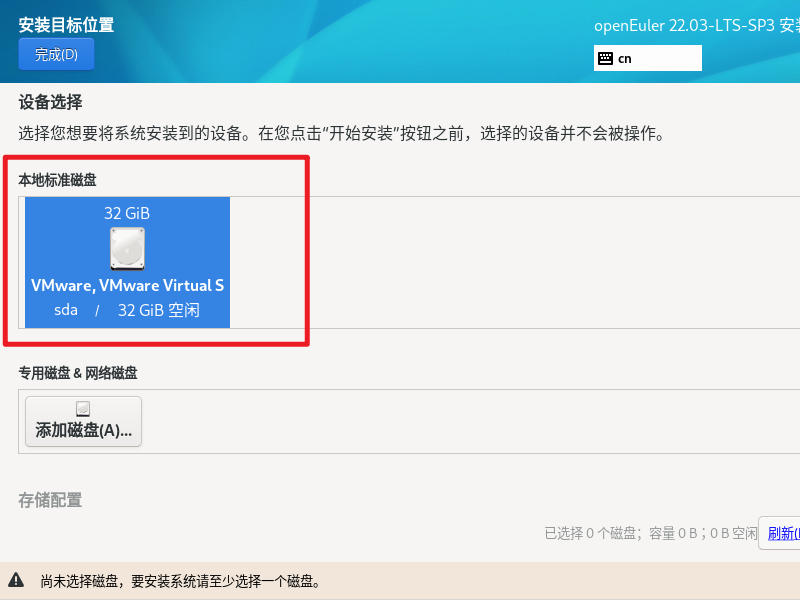 安装目标位置
openEuler 22.03-LTS-SP3 安装
完成(D)
cn
设备选择
选择您想要将系统安装到的设备。在您点击“开始安装”按钮之前，选择的设备并不会被操作。
本地标准磁盘
32 GiB
VMware, VMware Virtual S
sda / 32 GiB 空闲
专用磁盘 & 网络磁盘
添加磁盘(A)...
存储配置
已选择 0 个磁盘；容量 0 B；0 B 空闲 刷新(
尚未选择磁盘，要安装系统请至少选择一个磁盘。